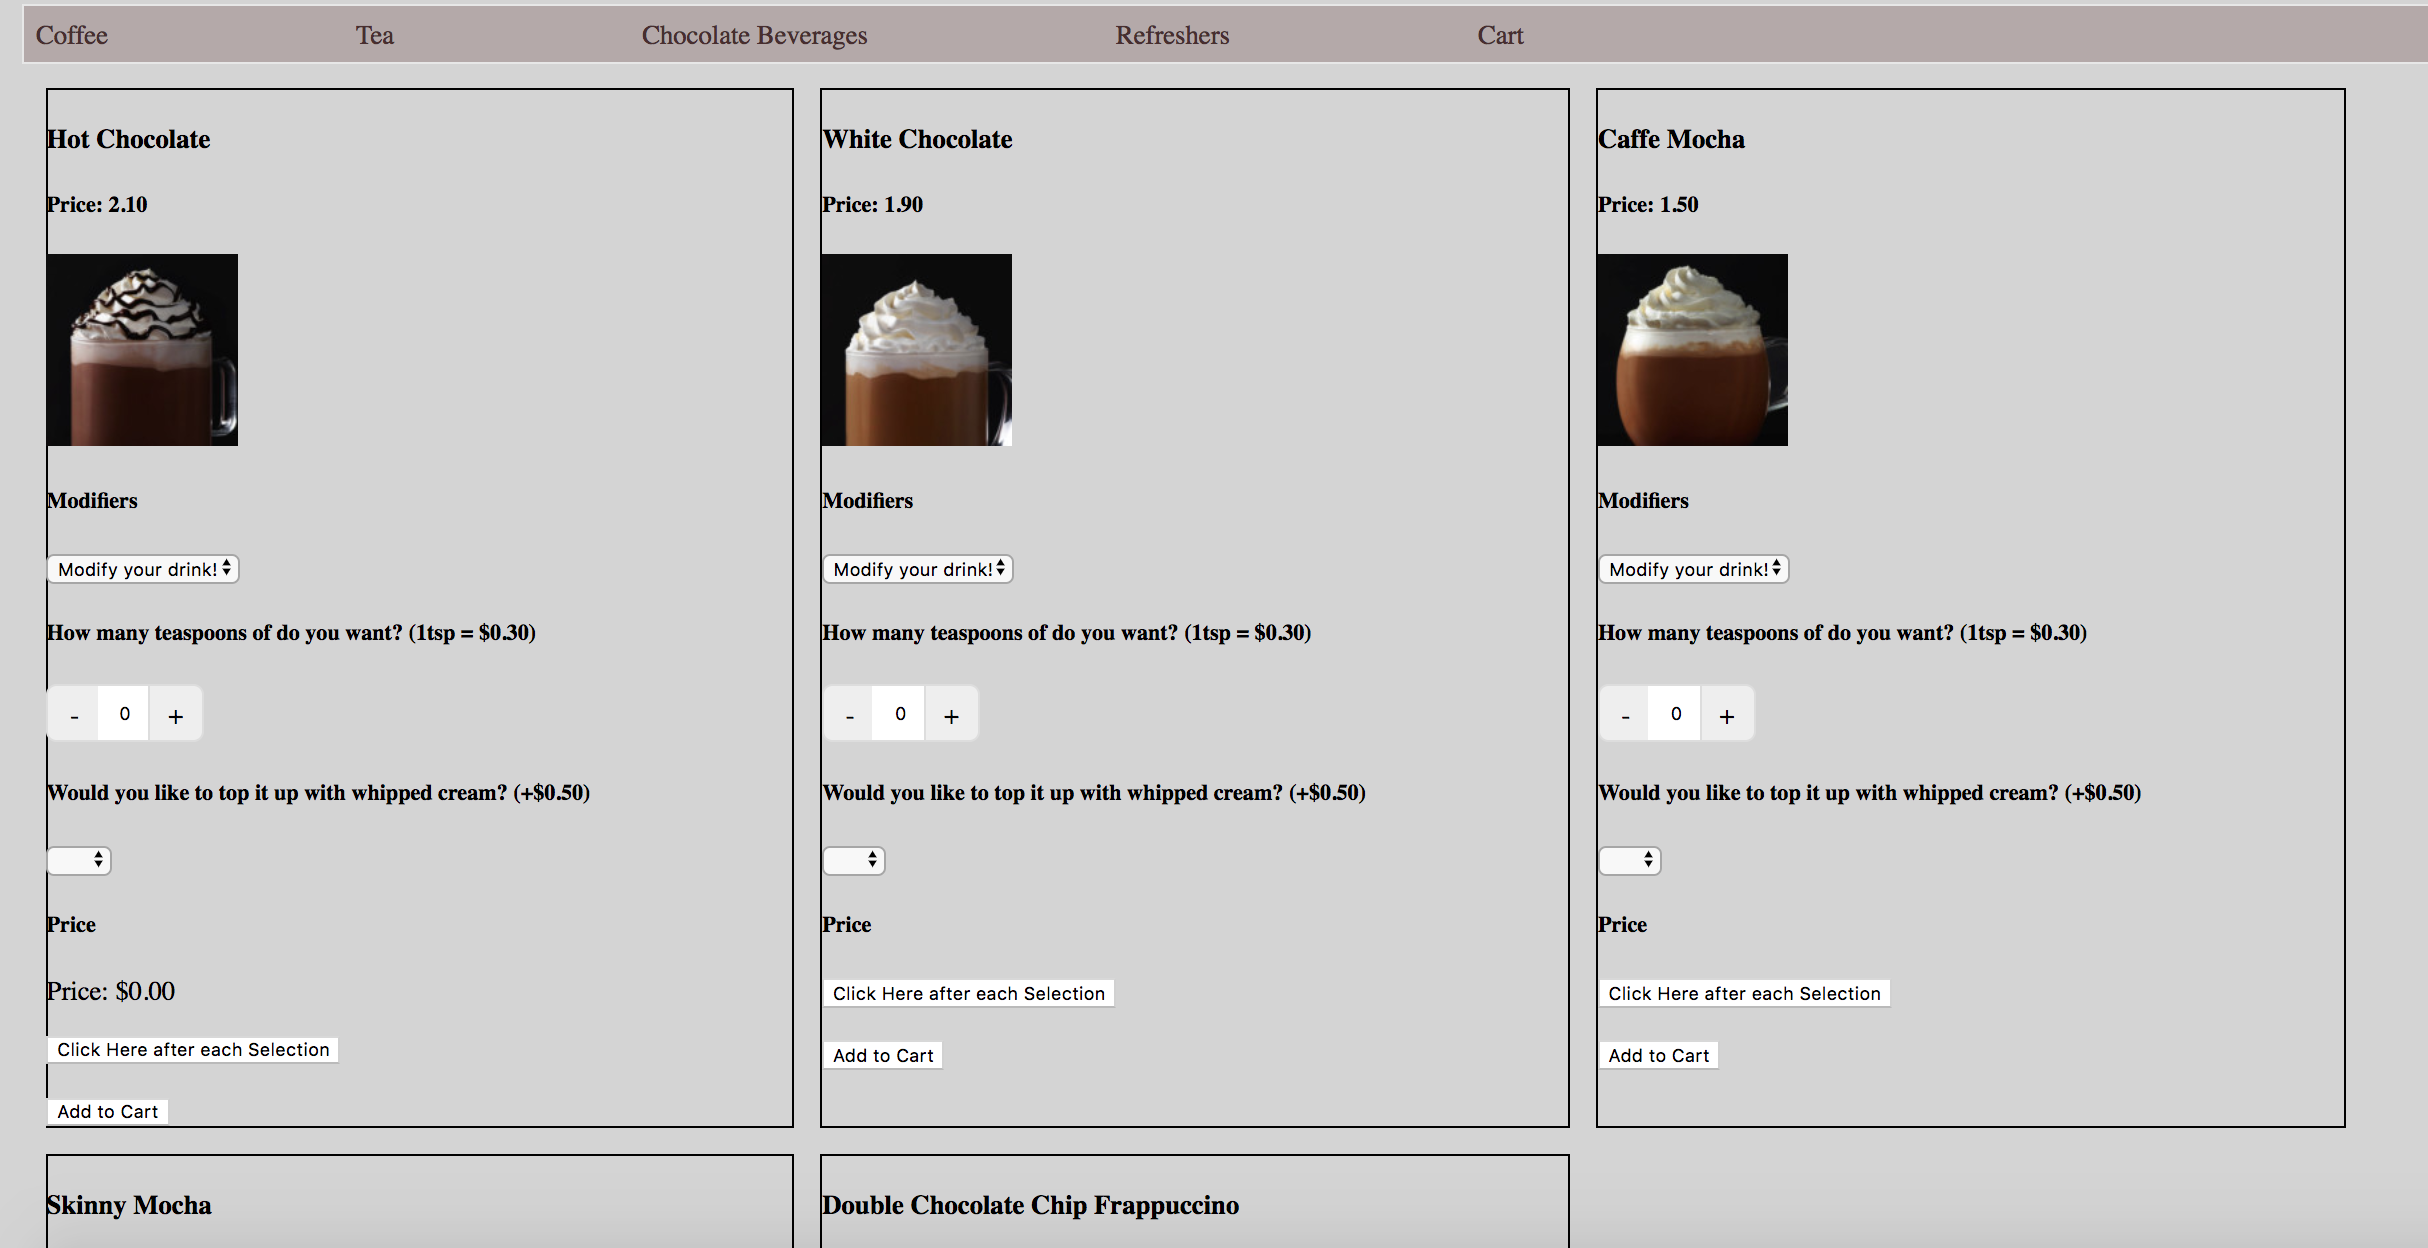 Coffee Tea Chocolate Beverages Refreshers Cart
Hot Chocolate
Price: 2.10
Modifiers
Modify your drink!
How many teaspoons of do you want? (1tsp = $0.30)
- 0 +
Would you like to top it up with whipped cream? (+$0.50)
Price
Price: $0.00
Click Here after each Selection
Add to Cart
White Chocolate
Price: 1.90
Modifiers
Modify your drink!
How many teaspoons of do you want? (1tsp = $0.30)
- 0 +
Would you like to top it up with whipped cream? (+$0.50)
Price
Click Here after each Selection
Add to Cart
Caffe Mocha
Price: 1.50
Modifiers
Modify your drink!
How many teaspoons of do you want? (1tsp = $0.30)
- 0 +
Would you like to top it up with whipped cream? (+$0.50)
Price
Click Here after each Selection
Add to Cart
Skinny Mocha
Double Chocolate Chip Frappuccino